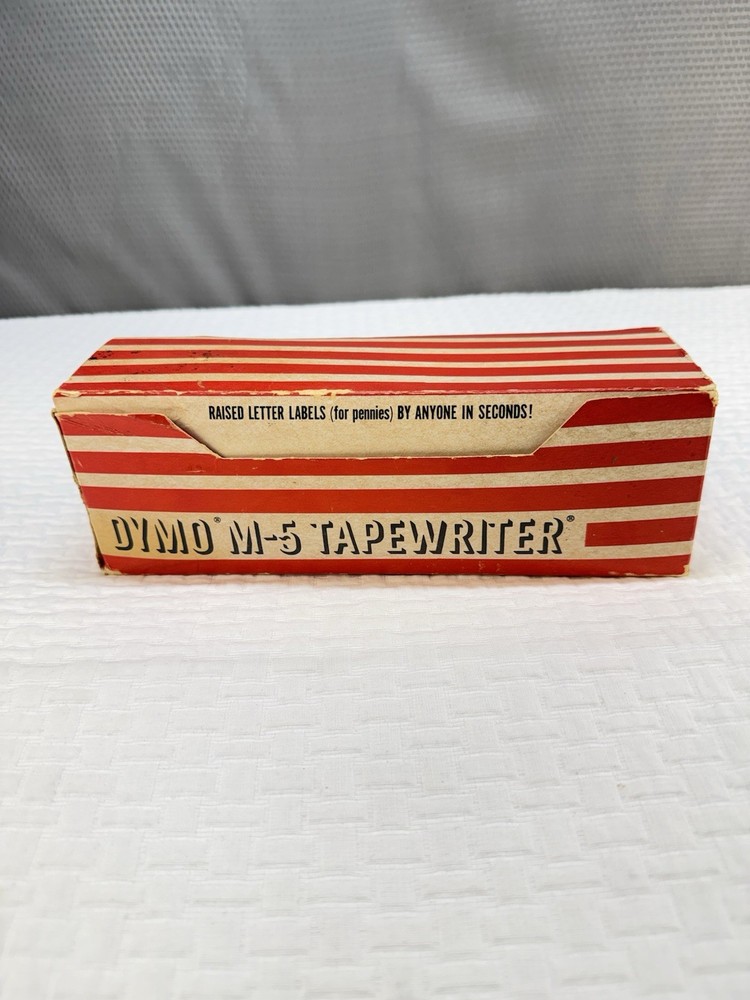 RAISED LETTER LABELS (for pennies) BY ANYONE IN SECONDS!
DYMO® M-5 TAPEWRITER®